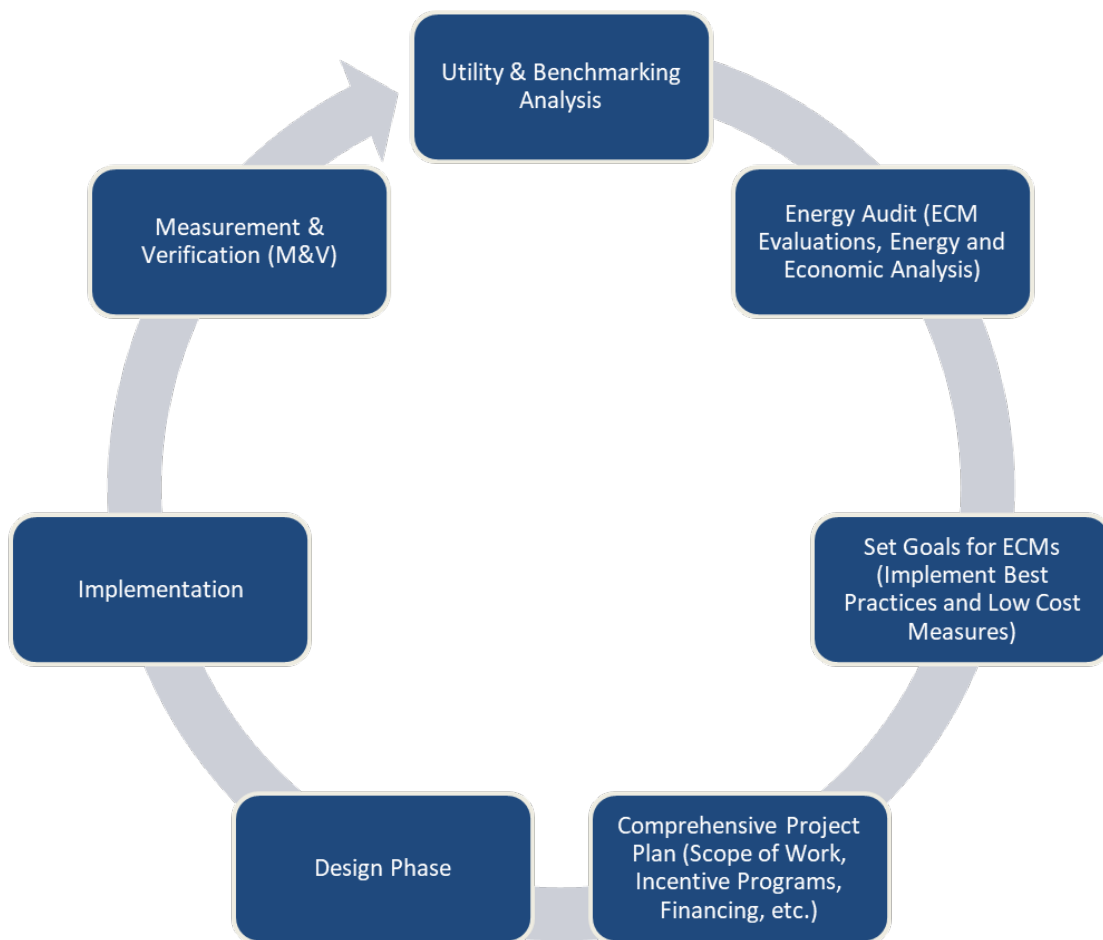 Utility & Benchmarking
Analysis
Energy Audit (ECM
Evaluations, Energy and
Economic Analysis)
Set Goals for ECMs
(Implement Best
Practices and Low Cost
Measures)
Comprehensive Project
Plan (Scope of Work,
Incentive Programs,
Financing, etc.)
Design Phase
Implementation
Measurement &
Verification (M&V)